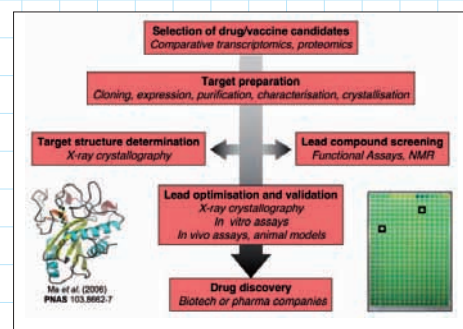 Selection of drug/vaccine candidates
Comparative transcriptomics, proteomics
Target preparation
Cloning, expression, purification, characterisation, crystallisation
Target structure determination
X-ray crystallography
Lead compound screening
Functional Assays, NMR
Lead optimisation and validation
X-ray crystallography
In vitro assays
In vivo assays, animal models
Ma et al. (2006)
PNAS 103,8662-7
Drug discovery
Biotech or pharma companies